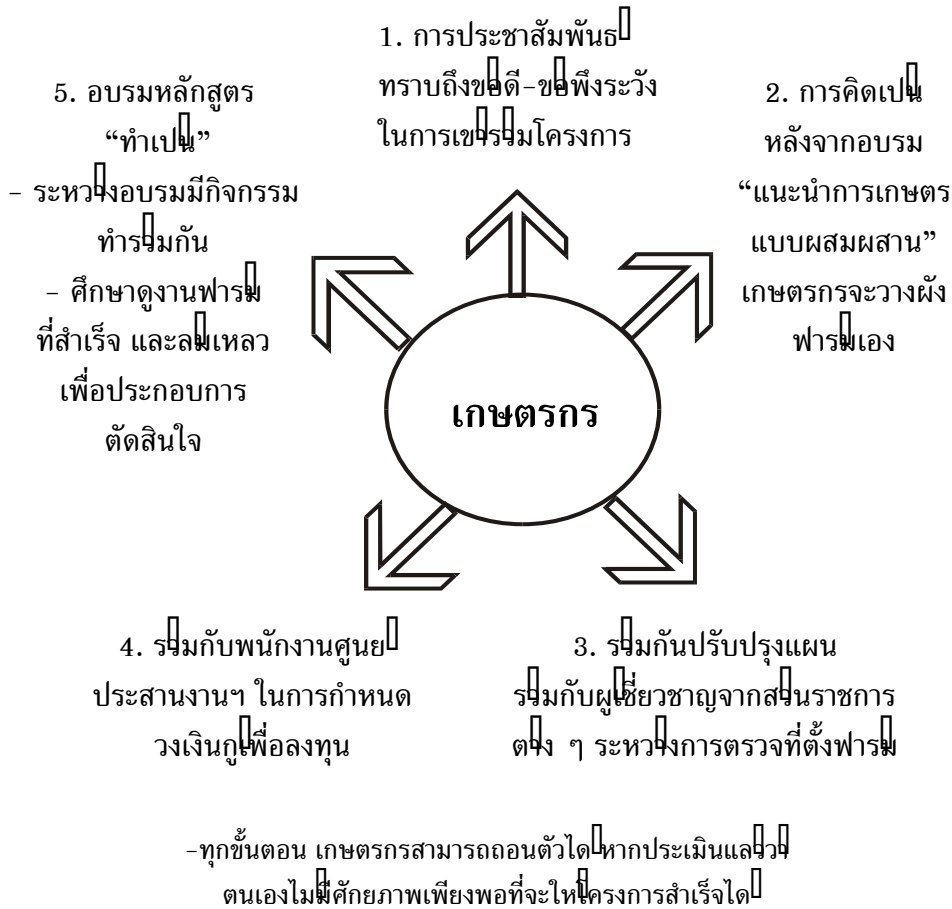 1. การประชาสัมพันธ์
ทราบถึงข้อดี-ข้อพึงระวัง
ในการเข้าร่วมโครงการ
2. การคิดเป็น
หลังจากอบรม
“แนะนำการเกษตร
แบบผสมผสาน”
เกษตรกรจะวางผัง
ฟาร์มเอง
3. ร่วมกันปรับปรุงแผน
ร่วมกับผู้เชี่ยวชาญจากส่วนราชการ
ต่าง ๆ ระหว่างการตรวจที่ตั้งฟาร์ม
4. ร่วมกับพนักงานศูนย์
ประสานงานฯ ในการกำหนด
วงเงินกู้เพื่อลงทุน
5. อบรมหลักสูตร
“ทำเป็น”
- ระหว่างอบรมมีกิจกรรม
ทำร่วมกัน
- ศึกษาดูงานฟาร์ม
ที่สำเร็จ และล้มเหลว
เพื่อประกอบการ
ตัดสินใจ
เกษตรกร
-ทุกขั้นตอน เกษตรกรสามารถถอนตัวได้ หากประเมินแล้วว่า
ตนเองไม่มีศักยภาพเพียงพอที่จะให้โครงการสำเร็จได้